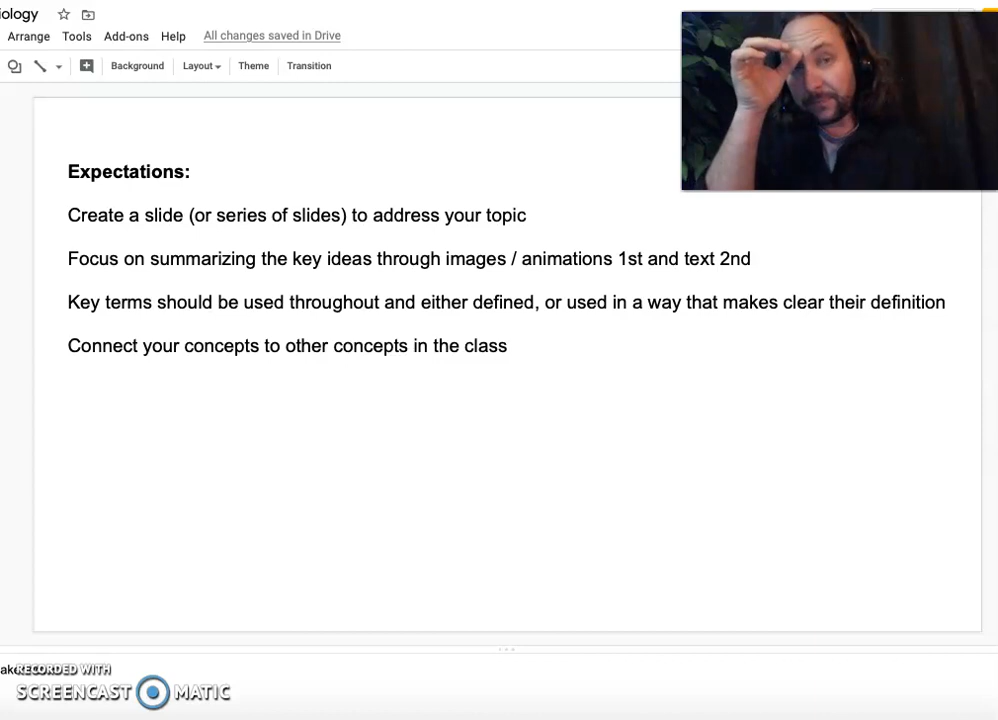 iology
Arrange Tools Add-ons Help All changes saved in Drive
Background Layout Theme Transition
Expectations:
Create a slide (or series of slides) to address your topic
Focus on summarizing the key ideas through images / animations 1st and text 2nd
Key terms should be used throughout and either defined, or used in a way that makes clear their definition
Connect your concepts to other concepts in the class
RECORDED WITH
SCREENCAST MATIC